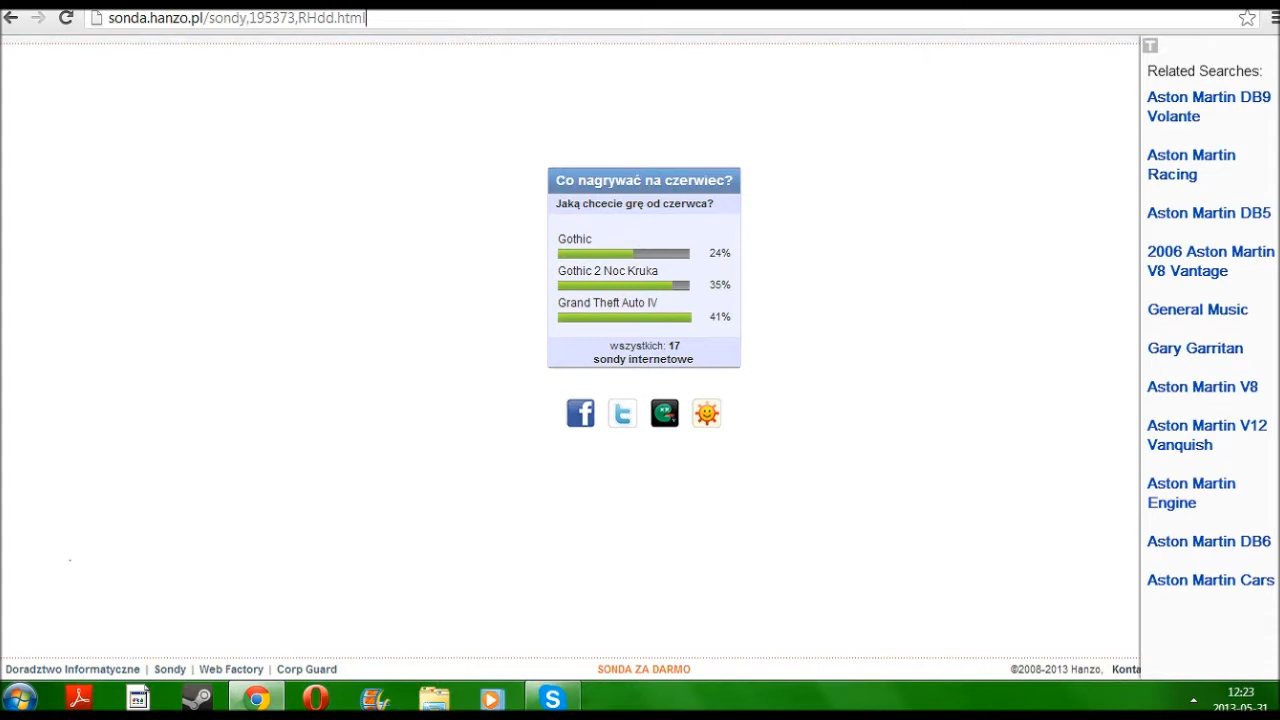 sonda.hanzo.pl/sondy,195373,RHdd.html
T
Related Searches:
Aston Martin DB9
Volante
Aston Martin
Racing
Aston Martin DB5
2006 Aston Martin
V8 Vantage
General Music
Gary Garritan
Aston Martin V8
Aston Martin V12
Vanquish
Aston Martin
Engine
Aston Martin DB6
Aston Martin Cars
Co nagrywać na czerwiec?
Jaką chcecie grę od czerwca?
Gothic
24%
Gothic 2 Noc Kruka
35%
Grand Theft Auto IV
41%
wszystkich: 17
sondy internetowe
Doradztwo Informatyczne | Sondy | Web Factory | Corp Guard
SONDA ZA DARMO
©2008-2013 Hanzo, Konta
12:23
2013-05-31